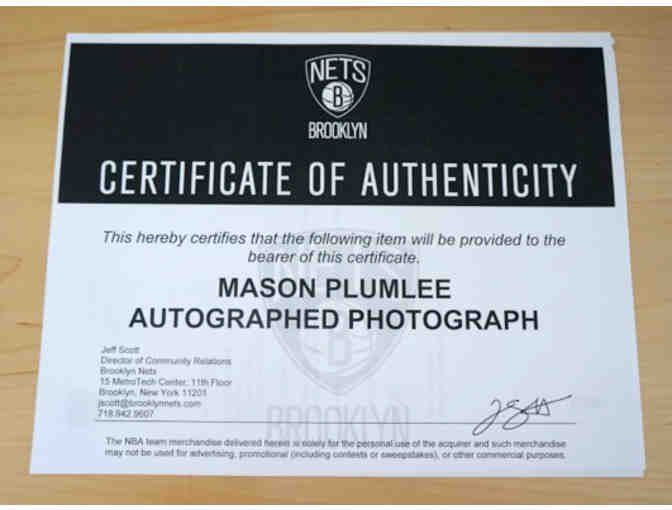 NETS
B
BROOKLYN
CERTIFICATE OF AUTHENTICITY
This hereby certifies that the following item will be provided to the
bearer of this certificate.
NETS
MASON PLUMLEE
AUTOGRAPHED PHOTOGRAPH
B
Jeff Scott
Director of Community Relations
Brooklyn Nets
15 MetroTech Center, 11th Floor
Brooklyn, New York 11201
jscott@brooklynnets.com
718.942.9607
BROOKLYN
The NBA team merchandise delivered herein is solely for the personal use of the acquirer and such merchandise
may not be used for advertising, promotional (including contests or sweepstakes), or other commercial purposes.